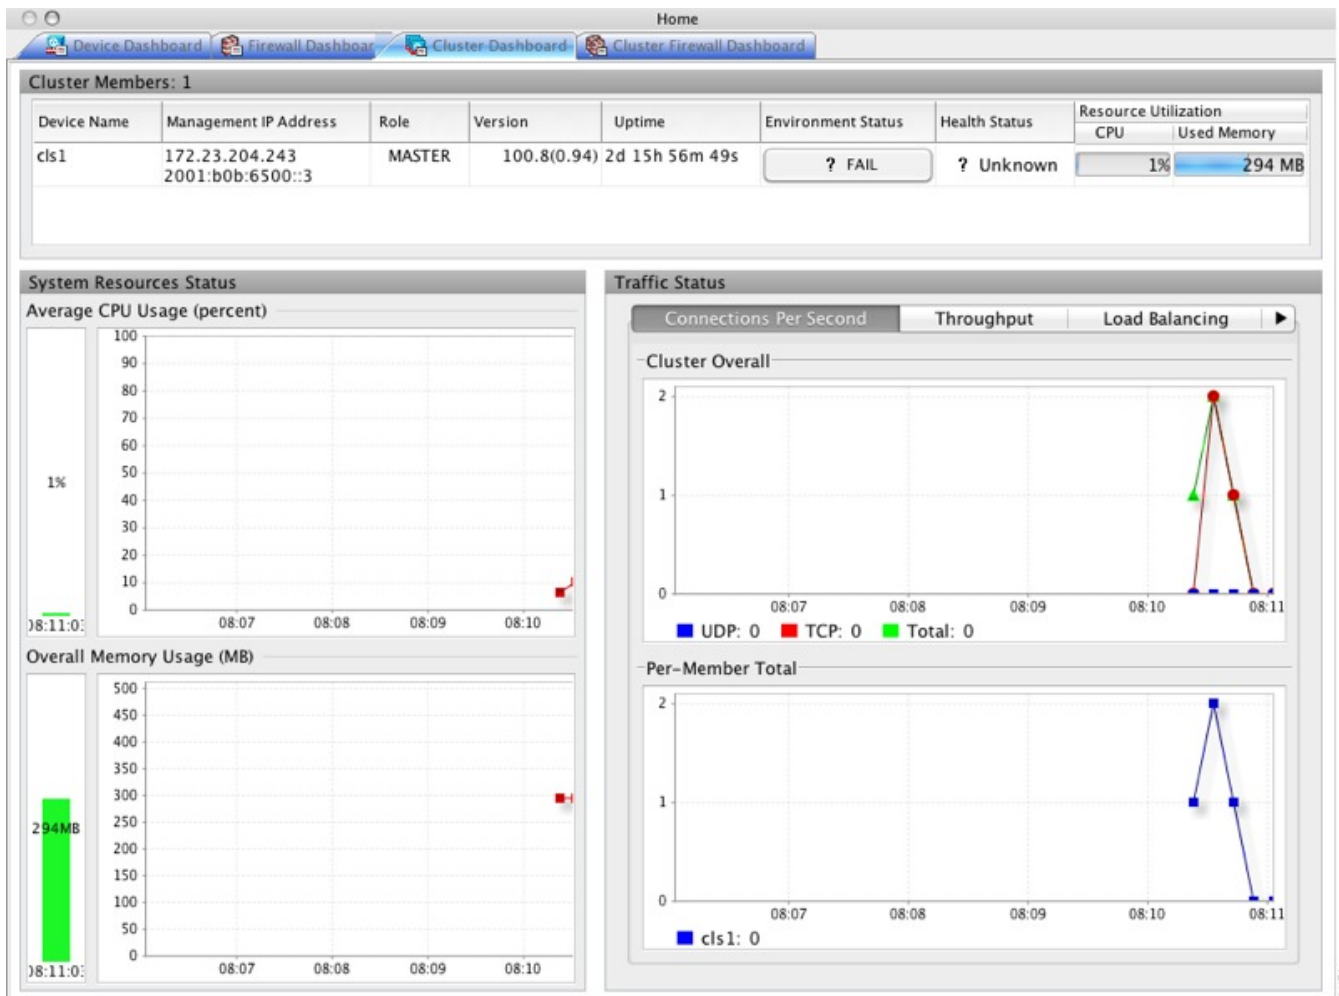 Home
Device Dashboard Firewall Dashboar Cluster Dashboard Cluster Firewall Dashboard
Cluster Members: 1
Device Name Management IP Address Role Version Uptime Environment Status Health Status Resource Utilization
CPU Used Memory
cls1 172.23.204.243 MASTER 100.8(0.94) 2d 15h 56m 49s ? FAIL ? Unknown 1% 294 MB
2001:b0b:6500::3
System Resources Status
Average CPU Usage (percent)
100
90
80
70
60
50
40
30
20
10
0
1%
08:11:03
08:07 08:08 08:09 08:10
Overall Memory Usage (MB)
500
450
400
350
300
250
200
150
100
50
0
294MB
08:11:03
08:07 08:08 08:09 08:10
Traffic Status
Connections Per Second Throughput Load Balancing
Cluster Overall
2
1
0
08:07 08:08 08:09 08:10 08:11
UDP: 0 TCP: 0 Total: 0
Per-Member Total
2
1
0
08:07 08:08 08:09 08:10 08:11
cls1: 0